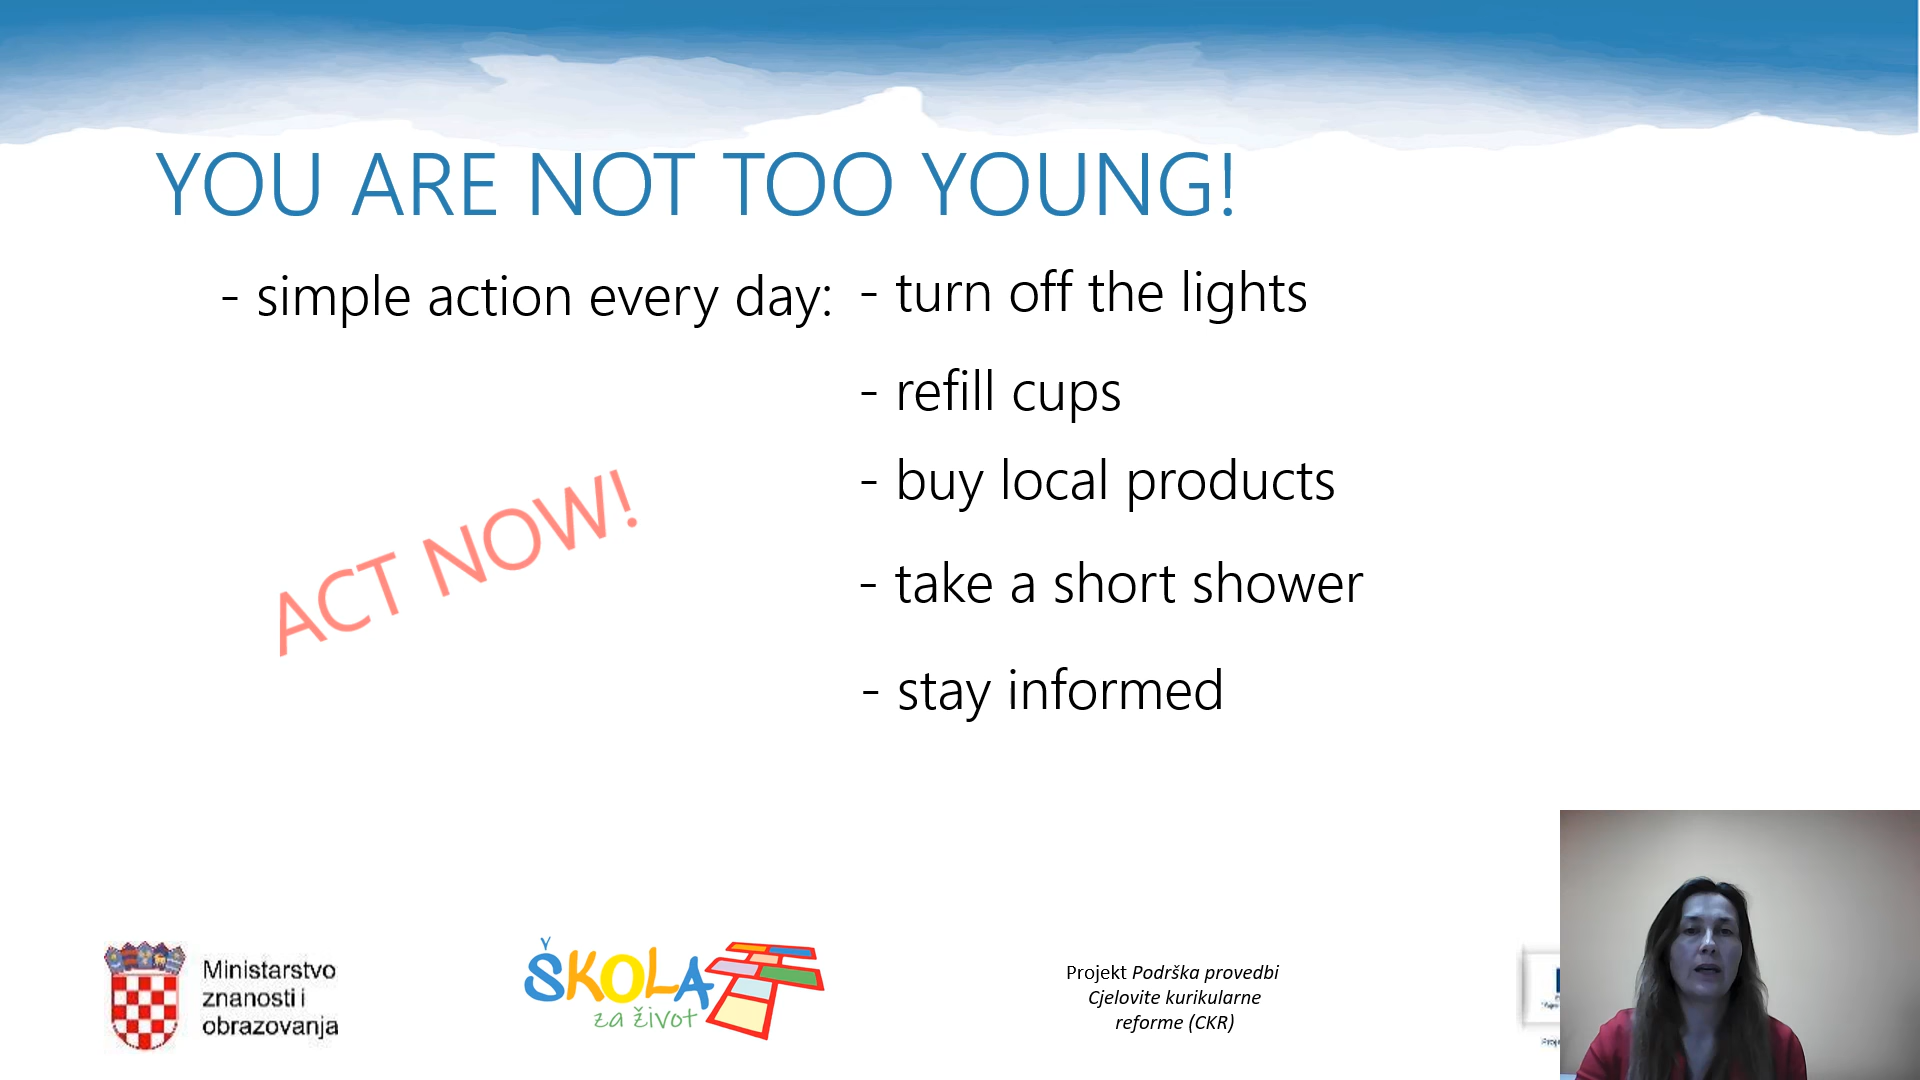 YOU ARE NOT TOO YOUNG!
- simple action every day:
- turn off the lights
- refill cups
- buy local products
- take a short shower
- stay informed
ACT NOW!
Ministarstvo
znanosti i
obrazovanja
ŠKOLA
za život
Projekt Podrška provedbi
Cjelovite kurikularne
reforme (CKR)